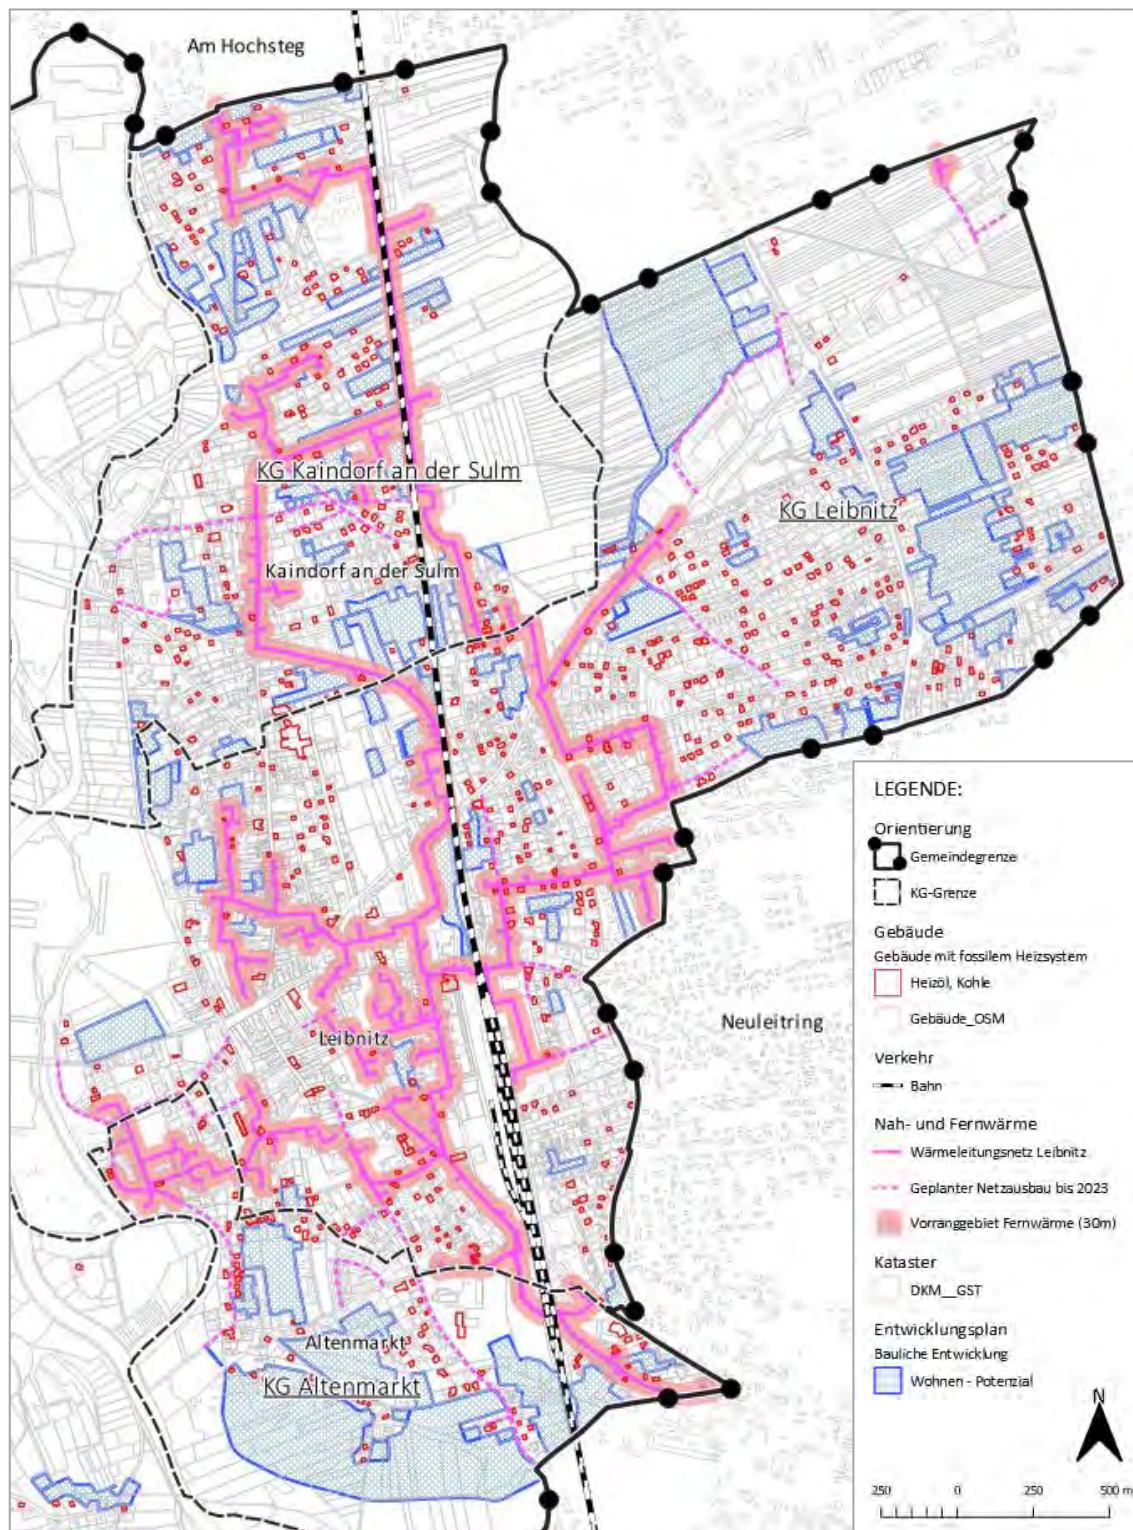 Am Hochsteg
KG Kaindorf an der Sulm
KG Leibnitz
Kaindorf an der Sulm
Leibnitz
Neuleitring
Altenmarkt
KG Altenmarkt
LEGENDE:
Orientierung
Gemeindegrenze
KG-Grenze
Gebäude
Gebäude mit fossilem Heizsystem
Heizöl, Kohle
Gebäude_OSM
Verkehr
Bahn
Nah- und Fernwärme
Wärmeleitungsnetz Leibnitz
Geplanter Netzausbau bis 2023
Vorranggebiet Fernwärme (30m)
Kataster
DKM__GST
Entwicklungsplan
Bauliche Entwicklung
Wohnen - Potenzial
N
250 0 250 500 m